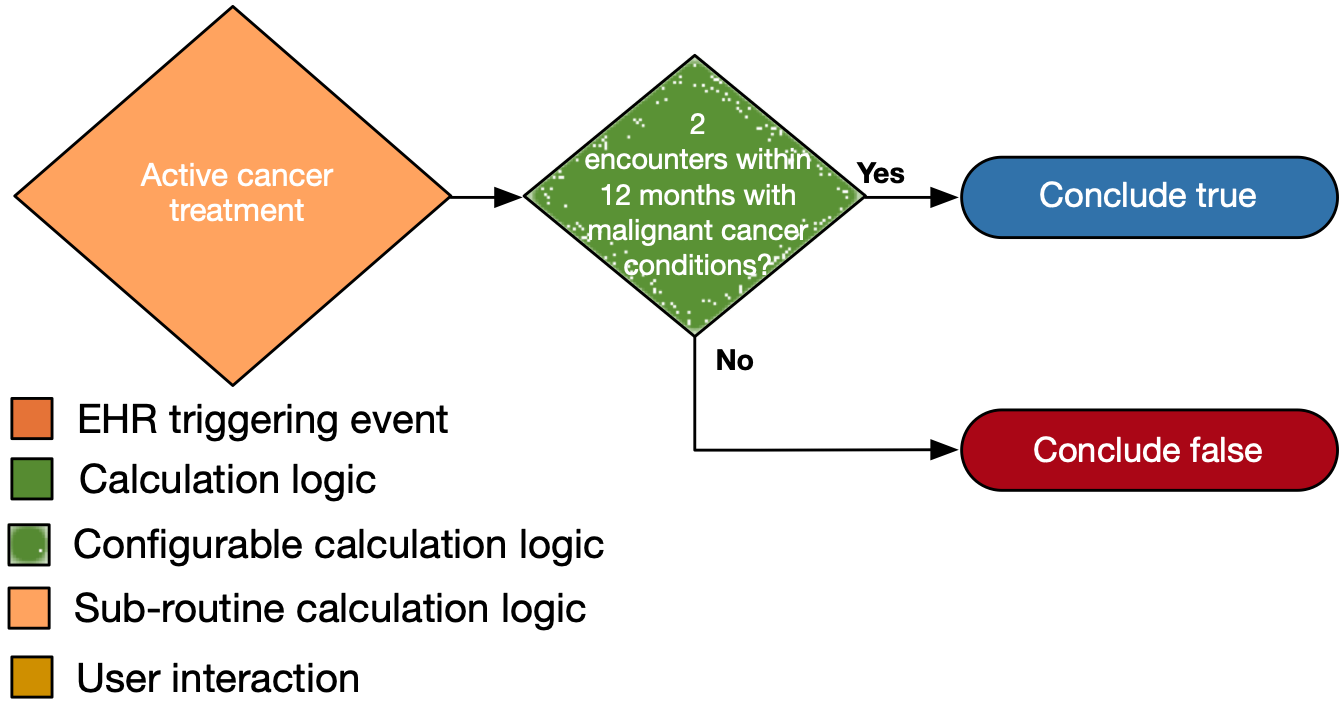 Active cancer
treatment
2
encounters within
12 months with
malignant cancer
conditions?
Yes
Conclude true
No
Conclude false
EHR triggering event
Calculation logic
Configurable calculation logic
Sub-routine calculation logic
User interaction